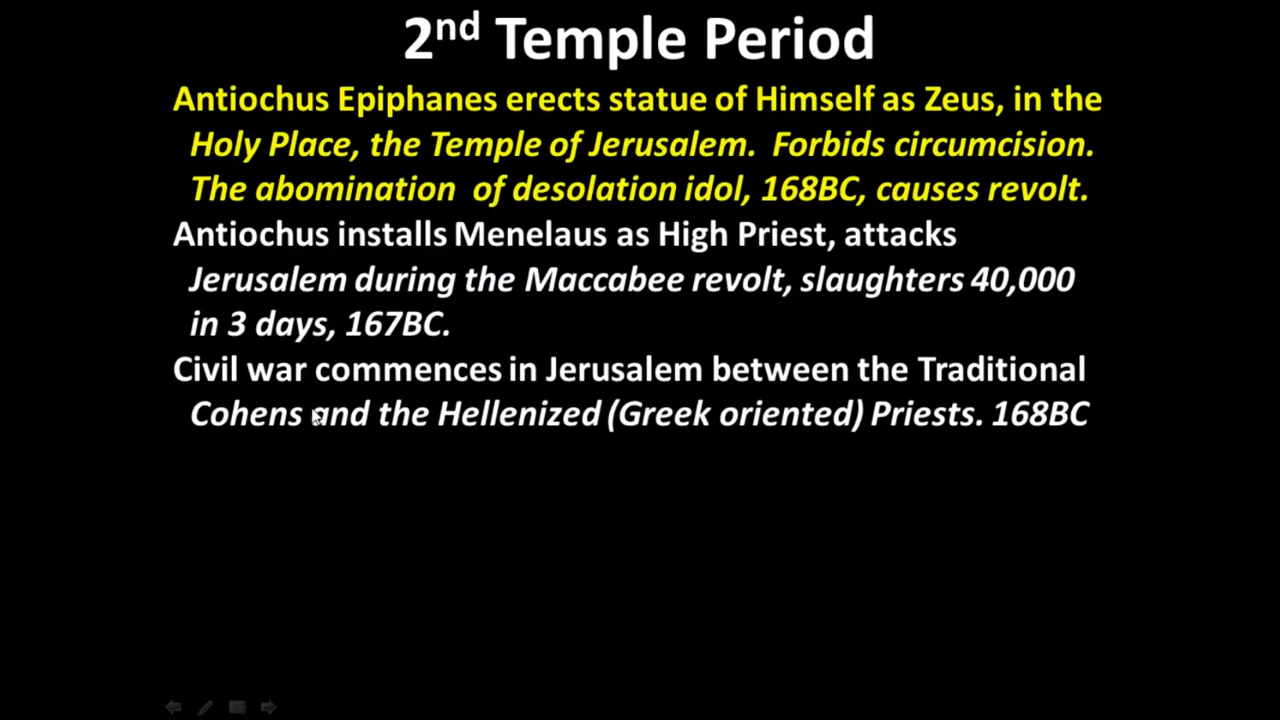 2nd Temple Period
Antiochus Epiphanes erects statue of Himself as Zeus, in the
Holy Place, the Temple of Jerusalem.  Forbids circumcision.
The abomination  of desolation idol, 168BC, causes revolt.
Antiochus installs Menelaus as High Priest, attacks
Jerusalem during the Maccabee revolt, slaughters 40,000
in 3 days, 167BC.
Civil war commences in Jerusalem between the Traditional
Cohens and the Hellenized (Greek oriented) Priests. 168BC